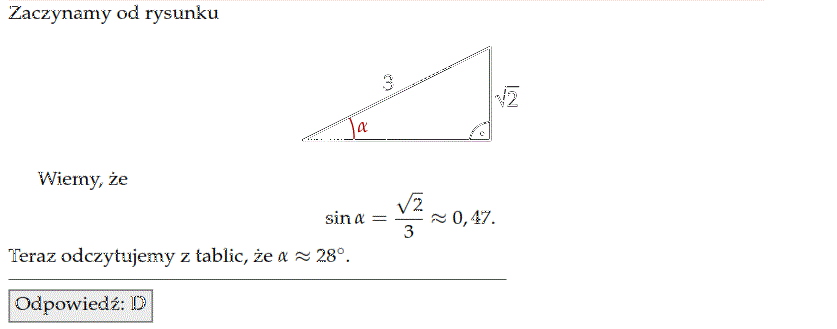 Zaczynamy od rysunku
3
√2
α
Wiemy, że
sin α = √2/3 ≈ 0,47.
Teraz odczytujemy z tablic, że α ≈ 28°.
Odpowiedź: D